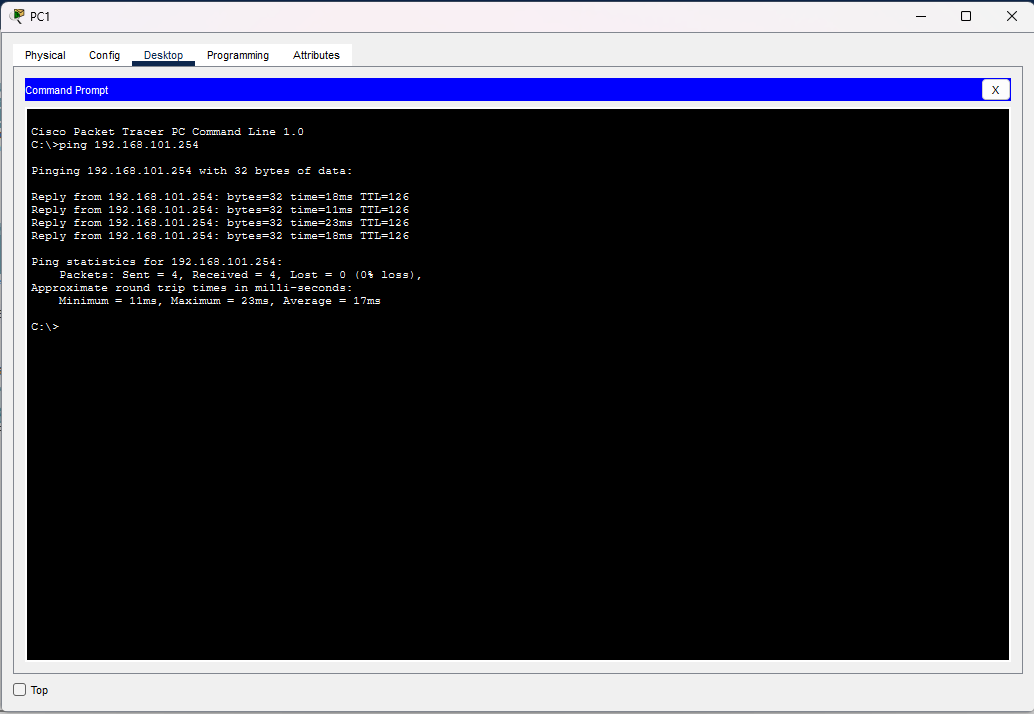 PC1
Physical Config Desktop Programming Attributes
Command Prompt X
Cisco Packet Tracer PC Command Line 1.0
C:\>ping 192.168.101.254
Pinging 192.168.101.254 with 32 bytes of data:
Reply from 192.168.101.254: bytes=32 time=18ms TTL=126
Reply from 192.168.101.254: bytes=32 time=11ms TTL=126
Reply from 192.168.101.254: bytes=32 time=23ms TTL=126
Reply from 192.168.101.254: bytes=32 time=18ms TTL=126
Ping statistics for 192.168.101.254:
    Packets: Sent = 4, Received = 4, Lost = 0 (0% loss),
Approximate round trip times in milli-seconds:
    Minimum = 11ms, Maximum = 23ms, Average = 17ms
C:\>
Top